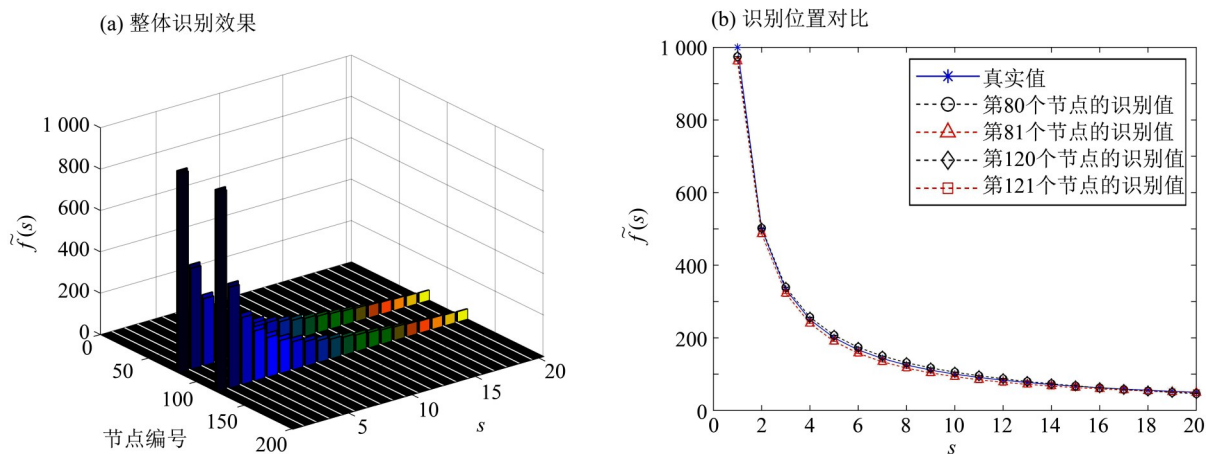 (a) 整体识别效果
1 000
800
600
400
200
0
f̃(s)
0
50
100
150
200
节点编号
5
10
15
20
s
(b) 识别位置对比
1 000
800
600
400
200
0
f̃(s)
0 2 4 6 8 10 12 14 16 18 20
s
真实值
第80个节点的识别值
第81个节点的识别值
第120个节点的识别值
第121个节点的识别值